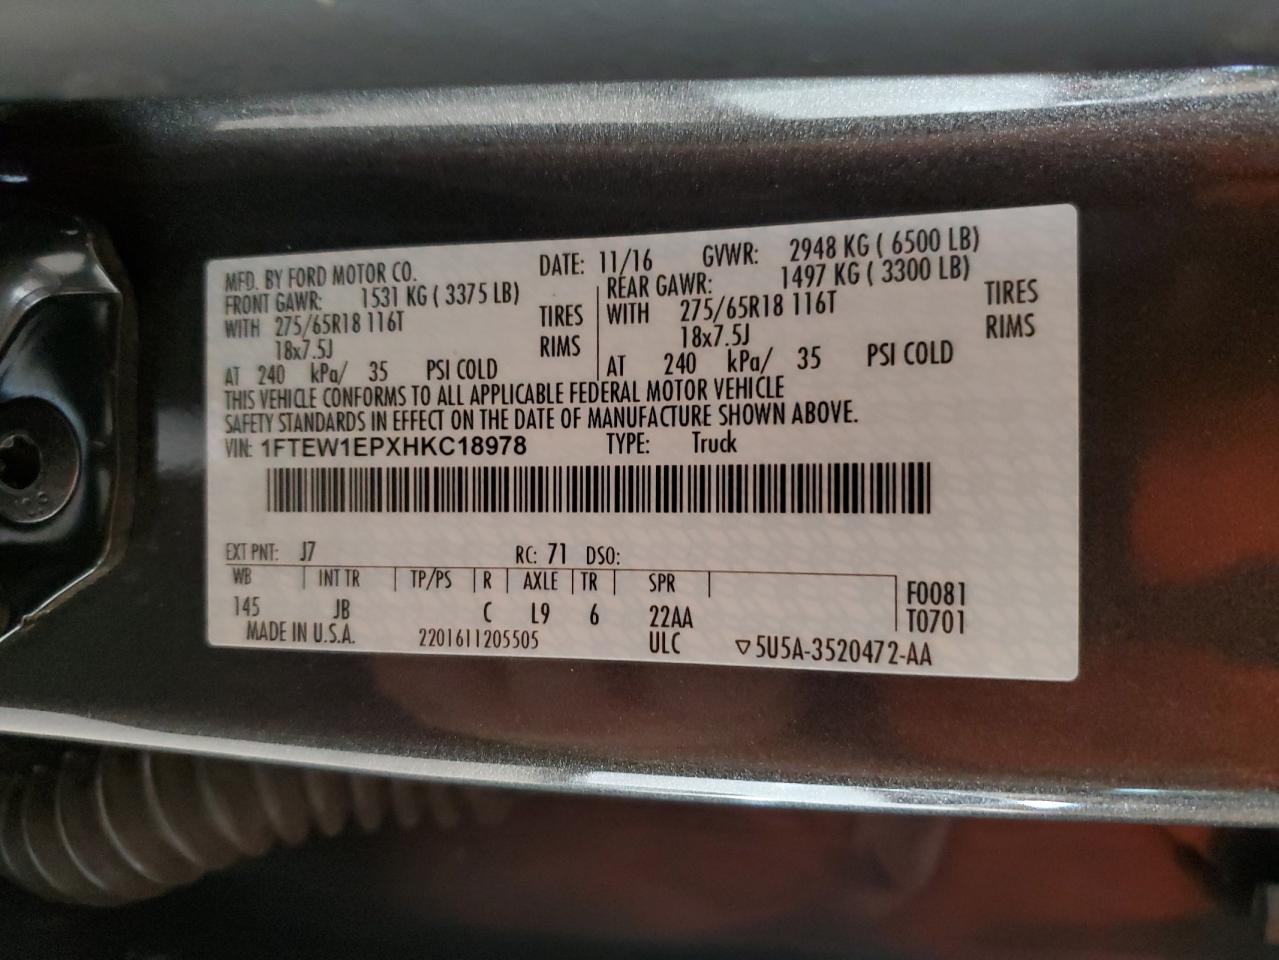 MFD. BY FORD MOTOR CO. DATE: 11/16 GVWR: 2948 KG ( 6500 LB)
FRONT GAWR: 1531 KG ( 3375 LB) REAR GAWR: 1497 KG ( 3300 LB)
WITH 275/65R18 116T TIRES WITH 275/65R18 116T TIRES
18x7.5J RIMS 18x7.5J RIMS
AT 240 kPa/ 35 PSI COLD AT 240 kPa/ 35 PSI COLD
THIS VEHICLE CONFORMS TO ALL APPLICABLE FEDERAL MOTOR VEHICLE
SAFETY STANDARDS IN EFFECT ON THE DATE OF MANUFACTURE SHOWN ABOVE.
VIN: 1FTEW1EPXHKC18978 TYPE: Truck
EXT PNT: J7 RC: 71 DSO:
WB INT TR TP/PS R AXLE TR SPR F0081
145 JB C L9 6 22AA T0701
MADE IN U.S.A. 2201611205505 ULC ▽5U5A-3520472-AA